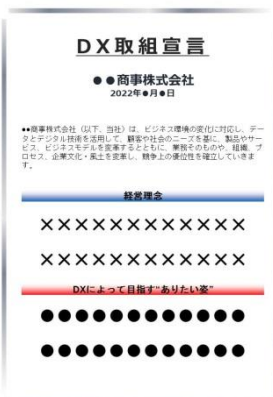 DX取組宣言
●●商事株式会社
2022年●月●日
●●商事株式会社（以下、当社）は、ビジネス環境の変化に対応し、デー
タとデジタル技術を活用して、顧客や社会のニーズを基に、製品やサー
ビス、ビジネスモデルを変革するとともに、業務そのものや、組織、プ
ロセス、企業文化・風土を変革し、競争上の優位性を確立していきま
す。
経営理念
××××××××××××
××××××××××××
DXによって目指す"ありたい姿"
●●●●●●●●●●●●
●●●●●●●●●●●●